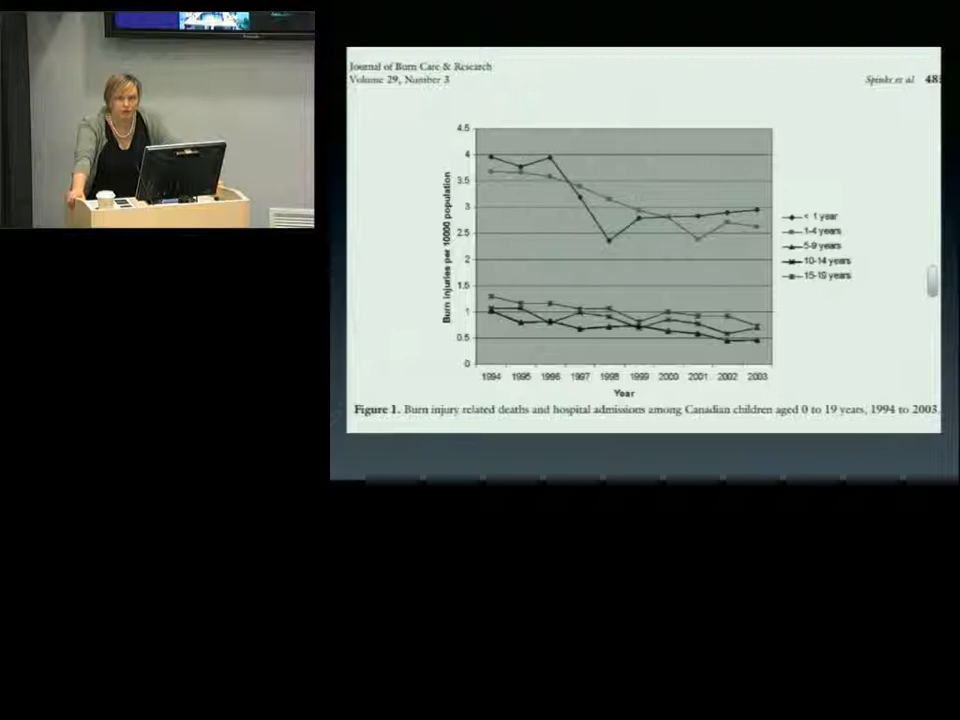 Journal of Burn Care & Research
Volume 29, Number 3
Spinks et al
4.5
4
3.5
3
2.5
2
1.5
1
0.5
0
Burn injuries per 10000 population
1994 1995 1996 1997 1998 1999 2000 2001 2002 2003
Year
< 1 year
1-4 years
5-9 years
10-14 years
15-19 years
Figure 1. Burn injury related deaths and hospital admissions among Canadian children aged 0 to 19 years, 1994 to 2003.